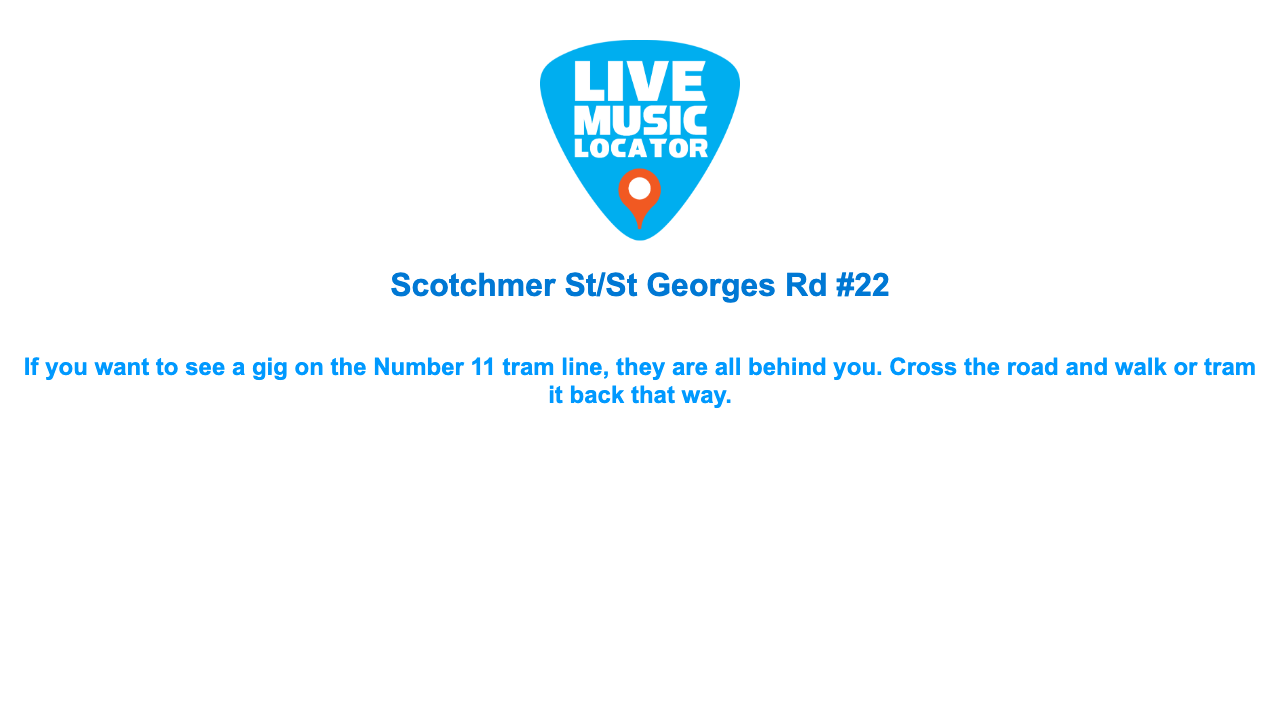 LIVE
MUSIC
LOCATOR
Scotchmer St/St Georges Rd #22
If you want to see a gig on the Number 11 tram line, they are all behind you. Cross the road and walk or tram
it back that way.